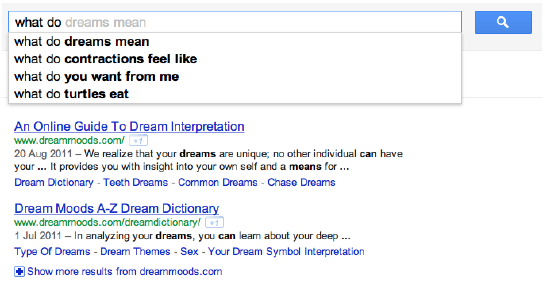 what do dreams mean
what do dreams mean
what do contractions feel like
what do you want from me
what do turtles eat
An Online Guide To Dream Interpretation
www.dreammoods.com/ +1
20 Aug 2011 – We realize that your dreams are unique; no other individual can have
your ... It provides you with insight into your own self and a means for ...
Dream Dictionary - Teeth Dreams - Common Dreams - Chase Dreams
Dream Moods A-Z Dream Dictionary
www.dreammoods.com/dreamdictionary/ +1
1 Jul 2011 – In analyzing your dreams, you can learn about your deep ...
Type Of Dreams - Dream Themes - Sex - Your Dream Symbol Interpretation
Show more results from dreammoods.com